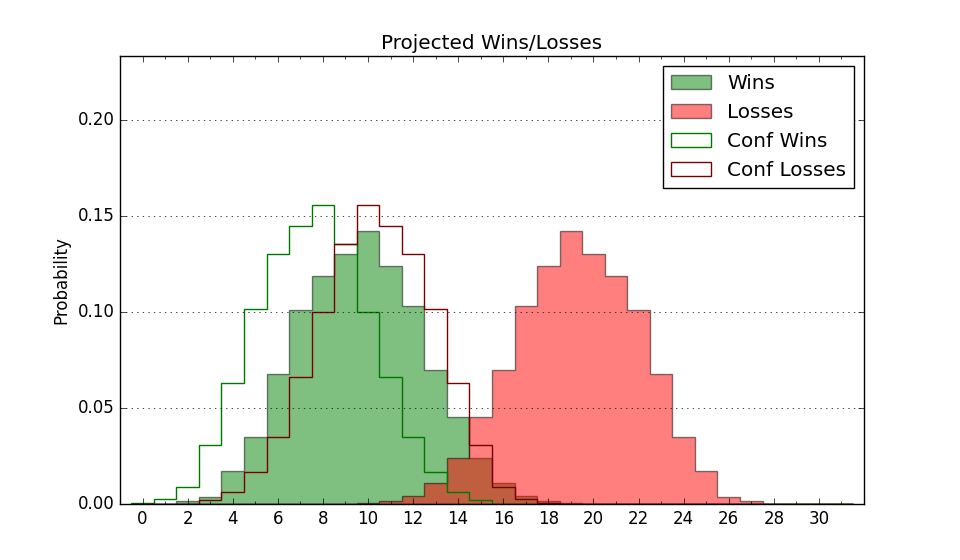 Projected Wins/Losses
Wins
Losses
Conf Wins
Conf Losses
Probability
0.20
0.15
0.10
0.05
0.00
0 2 4 6 8 10 12 14 16 18 20 22 24 26 28 30